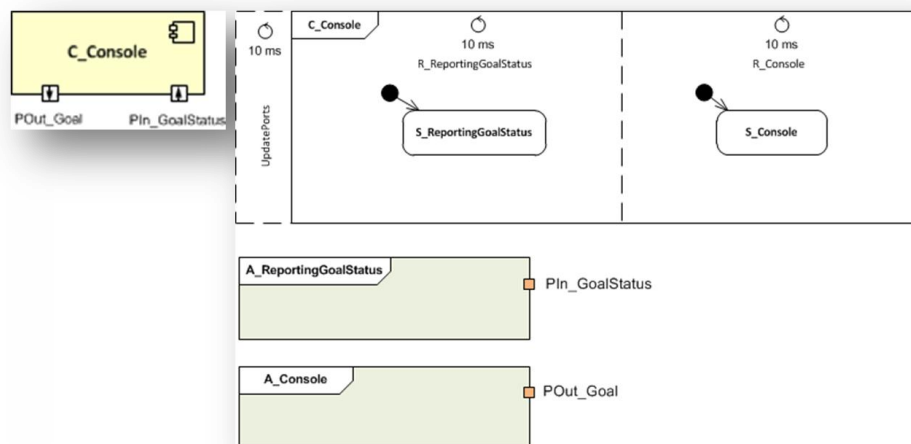 C_Console
POut_Goal
PIn_GoalStatus
10 ms
UpdatePorts
C_Console
10 ms
R_ReportingGoalStatus
S_ReportingGoalStatus
10 ms
R_Console
S_Console
A_ReportingGoalStatus
PIn_GoalStatus
A_Console
POut_Goal